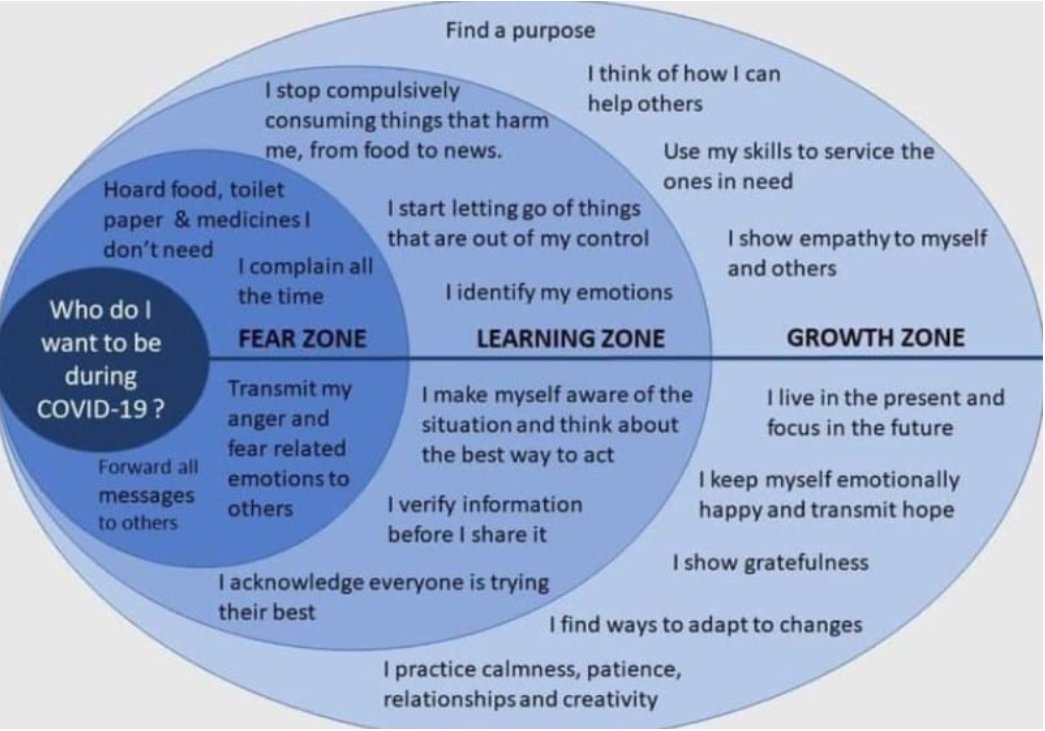 Find a purpose
I think of how I can
help others
Use my skills to service the
ones in need
I show empathy to myself
and others
I stop compulsively
consuming things that harm
me, from food to news.
I start letting go of things
that are out of my control
I identify my emotions
Hoard food, toilet
paper & medicines I
don't need
I complain all
the time
Who do I
want to be
during
COVID-19 ?
FEAR ZONE
LEARNING ZONE
GROWTH ZONE
Transmit my
anger and
fear related
emotions to
others
Forward all
messages
to others
I make myself aware of the
situation and think about
the best way to act
I verify information
before I share it
I acknowledge everyone is trying
their best
I live in the present and
focus in the future
I keep myself emotionally
happy and transmit hope
I show gratefulness
I find ways to adapt to changes
I practice calmness, patience,
relationships and creativity